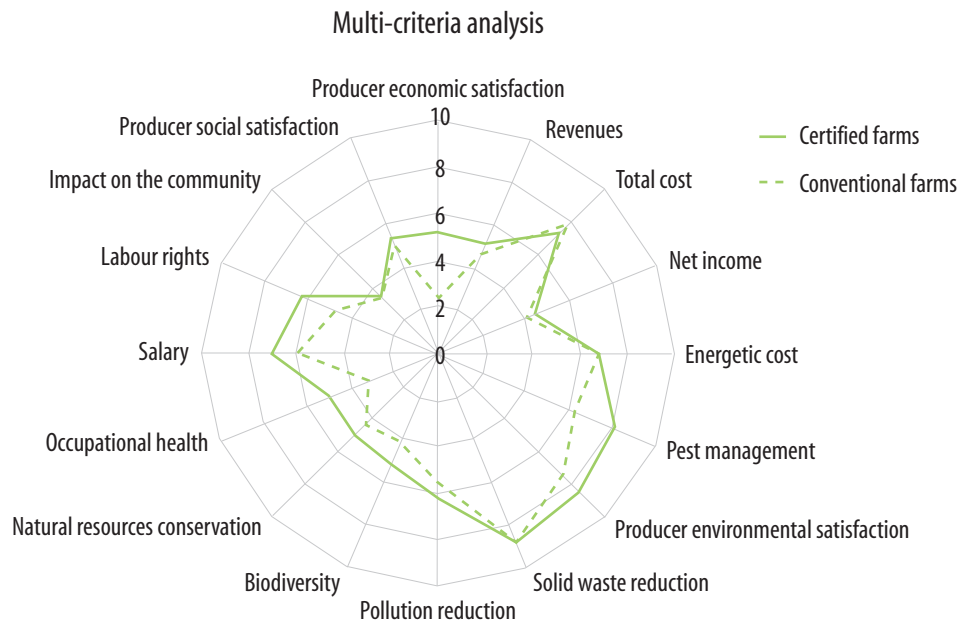 Multi-criteria analysis
Producer economic satisfaction
Revenues
Total cost
Net income
Energetic cost
Pest management
Producer environmental satisfaction
Solid waste reduction
Pollution reduction
Biodiversity
Natural resources conservation
Occupational health
Salary
Labour rights
Impact on the community
Producer social satisfaction
10
8
6
4
2
0
Certified farms
Conventional farms